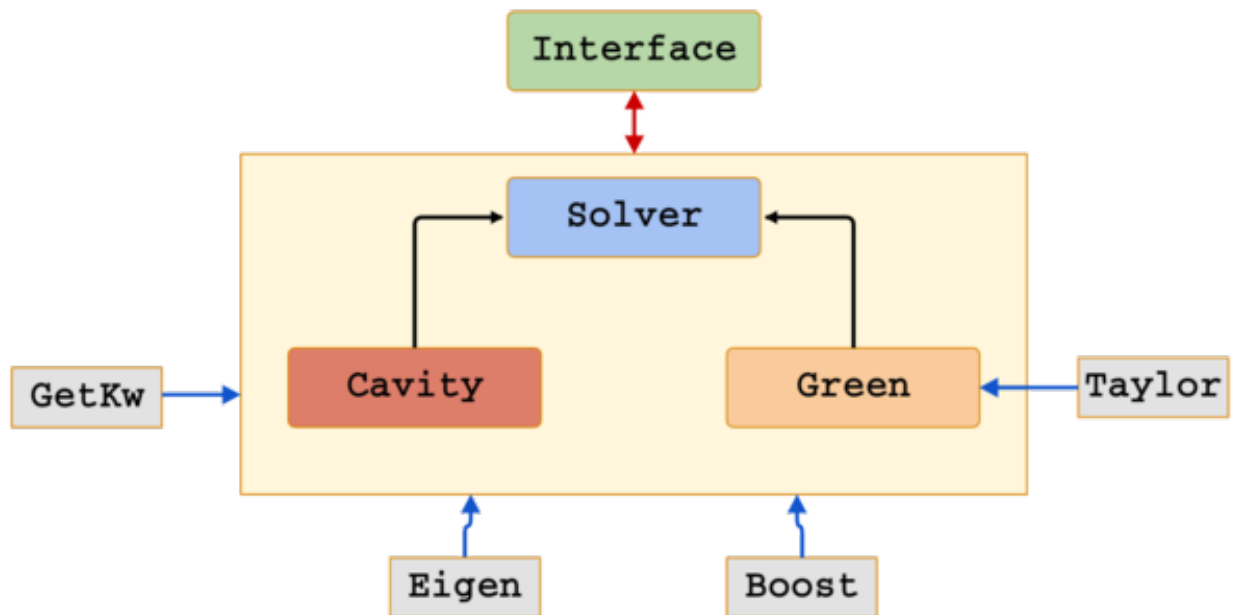 Interface
Solver
Cavity
Green
GetKw
Taylor
Eigen
Boost